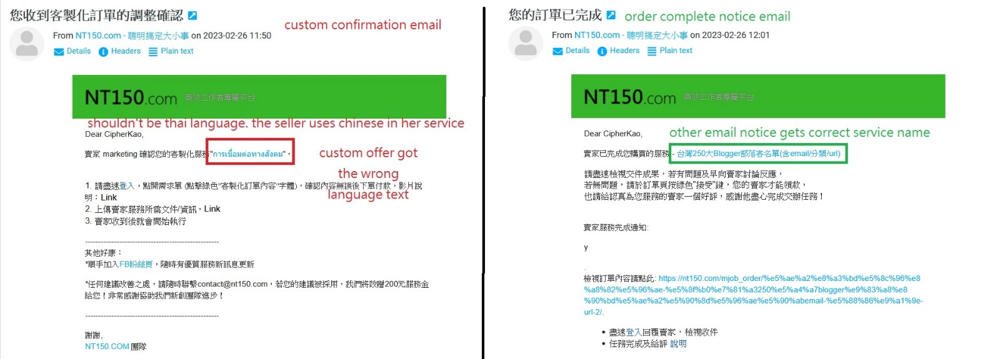 您收到客製化訂單的調整確認
custom confirmation email
From NT150.com - 聰明搞定大小事 on 2023-02-26 11:50
Details Headers Plain text
NT150.com 高效工作者專屬平台
shouldn't be thai language. the seller uses chinese in her service
Dear CipherKao,
賣家 marketing 確認您的客製化服務"การเชื่อมต่อทางสังคม"，
custom offer got
the wrong
language text
1. 請盡速登入，點開需求單 (點擊綠色"客製化訂單內容"字體)，確認內容無誤後下單付款，影片說
明：Link
2. 上傳賣家服務所需文件/資訊，Link
3. 賣家收到後就會開始執行
--------------------------------------------------
其他好康：
*順手加入FB粉絲頁，隨時有優質服務新訊息更新
*任何建議改善之處，請隨時聯繫contact@nt150.com，若您的建議被採用，我們將致贈200元服務金
給您！非常感謝協助我們新創團隊進步！
--------------------------------------------------
謝謝,
NT150.COM 團隊
您的訂單已完成
order complete notice email
From NT150.com - 聰明搞定大小事 on 2023-02-26 12:01
Details Headers Plain text
NT150.com 高效工作者專屬平台
Dear CipherKao,
other email notice gets correct service name
賣家已完成您購買的服務 - 台灣250大Blogger部落客名單(含email/分類/url)
請盡速檢視交件成果，若有問題及早向賣家討論反應，
若無問題，請於訂單頁按綠色"接受"鍵，您的賣家才能領款，
也請給認真為您服務的賣家一個好評，感謝他盡心完成交辦任務！
賣家服務完成通知:
y
.
檢視訂單內容請點此: https://nt150.com/mjob_order/%e5%ae%a2%e8%a3%bd%e5%8c%96%e8
%a8%82%e5%96%ae-%e5%8f%b0%e7%81%a3250%e5%a4%a7blogger%e9%83%a8%e8
%90%bd%e5%ae%a2%e5%90%8d%e5%96%ae%e5%90%abemail-%e5%88%86%e9%a1%9e-
url-2/.
• 盡速登入回覆賣家，檢視收件
• 任務完成及給評 說明